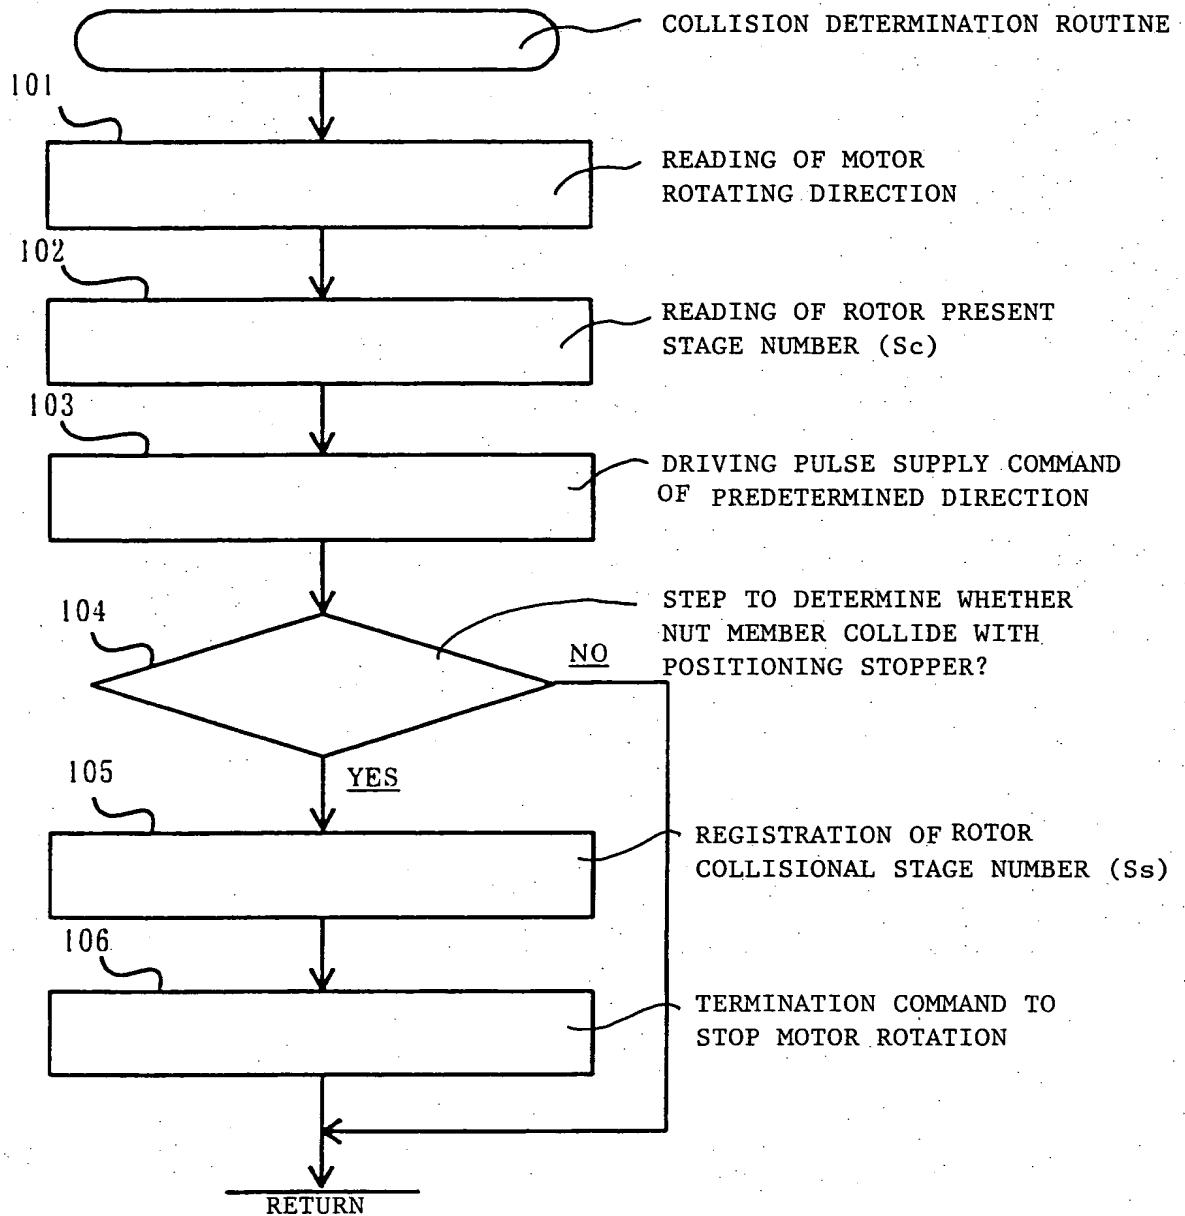 COLLISION DETERMINATION ROUTINE
101
READING OF MOTOR
ROTATING DIRECTION
102
READING OF ROTOR PRESENT
STAGE NUMBER (Sc)
103
DRIVING PULSE SUPPLY COMMAND
OF PREDETERMINED DIRECTION
104
STEP TO DETERMINE WHETHER
NUT MEMBER COLLIDE WITH
POSITIONING STOPPER?
NO
YES
105
REGISTRATION OF ROTOR
COLLISIONAL STAGE NUMBER (Ss)
106
TERMINATION COMMAND TO
STOP MOTOR ROTATION
RETURN